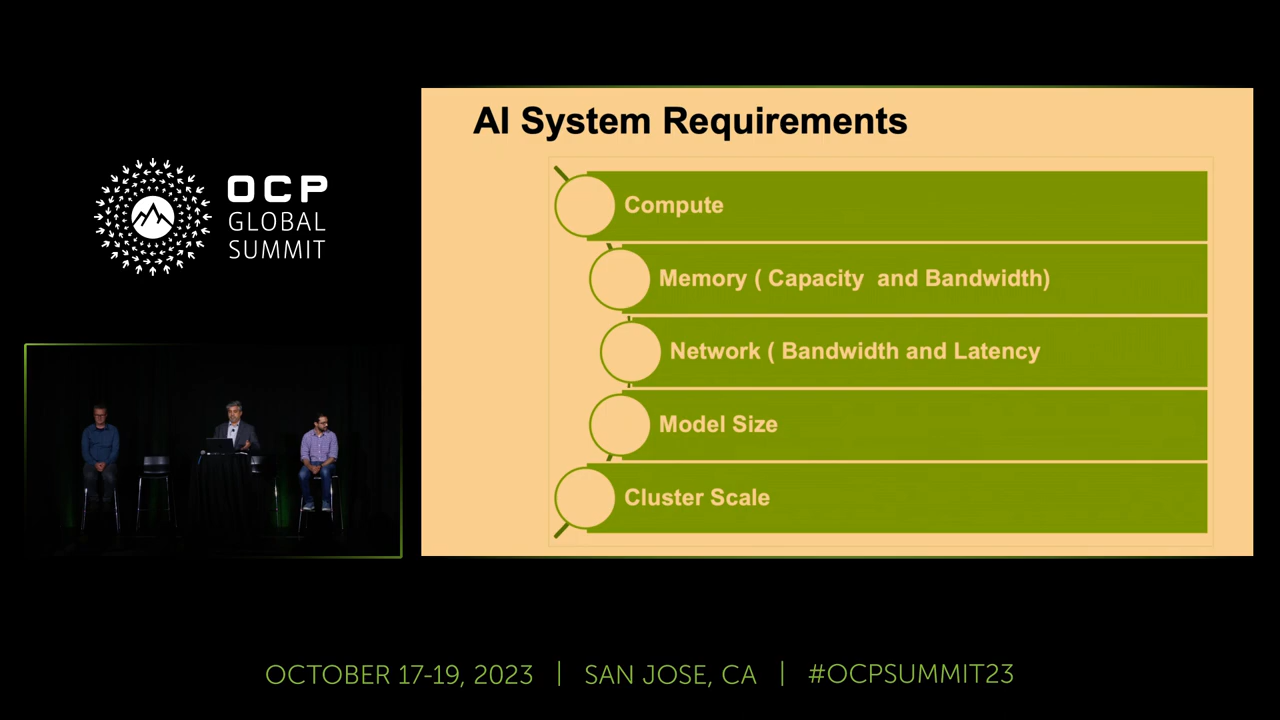 OCP
GLOBAL
SUMMIT
AI System Requirements
Compute
Memory ( Capacity  and Bandwidth)
Network ( Bandwidth and Latency
Model Size
Cluster Scale
OCTOBER 17-19, 2023 | SAN JOSE, CA | #OCPSUMMIT23